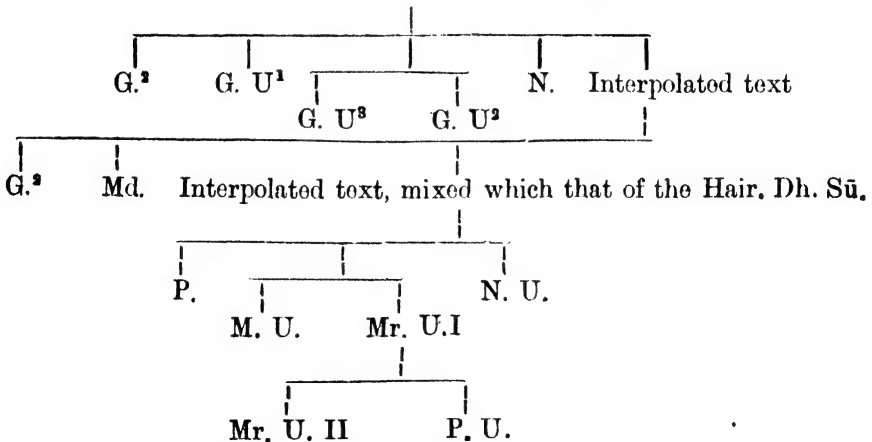 G.² G. U¹ N. Interpolated text
G. U³ G. U²
G.² Md. Interpolated text, mixed which that of the Hair. Dh. Sū.
P. N. U.
M. U. Mr. U.I
Mr. U. II P. U.